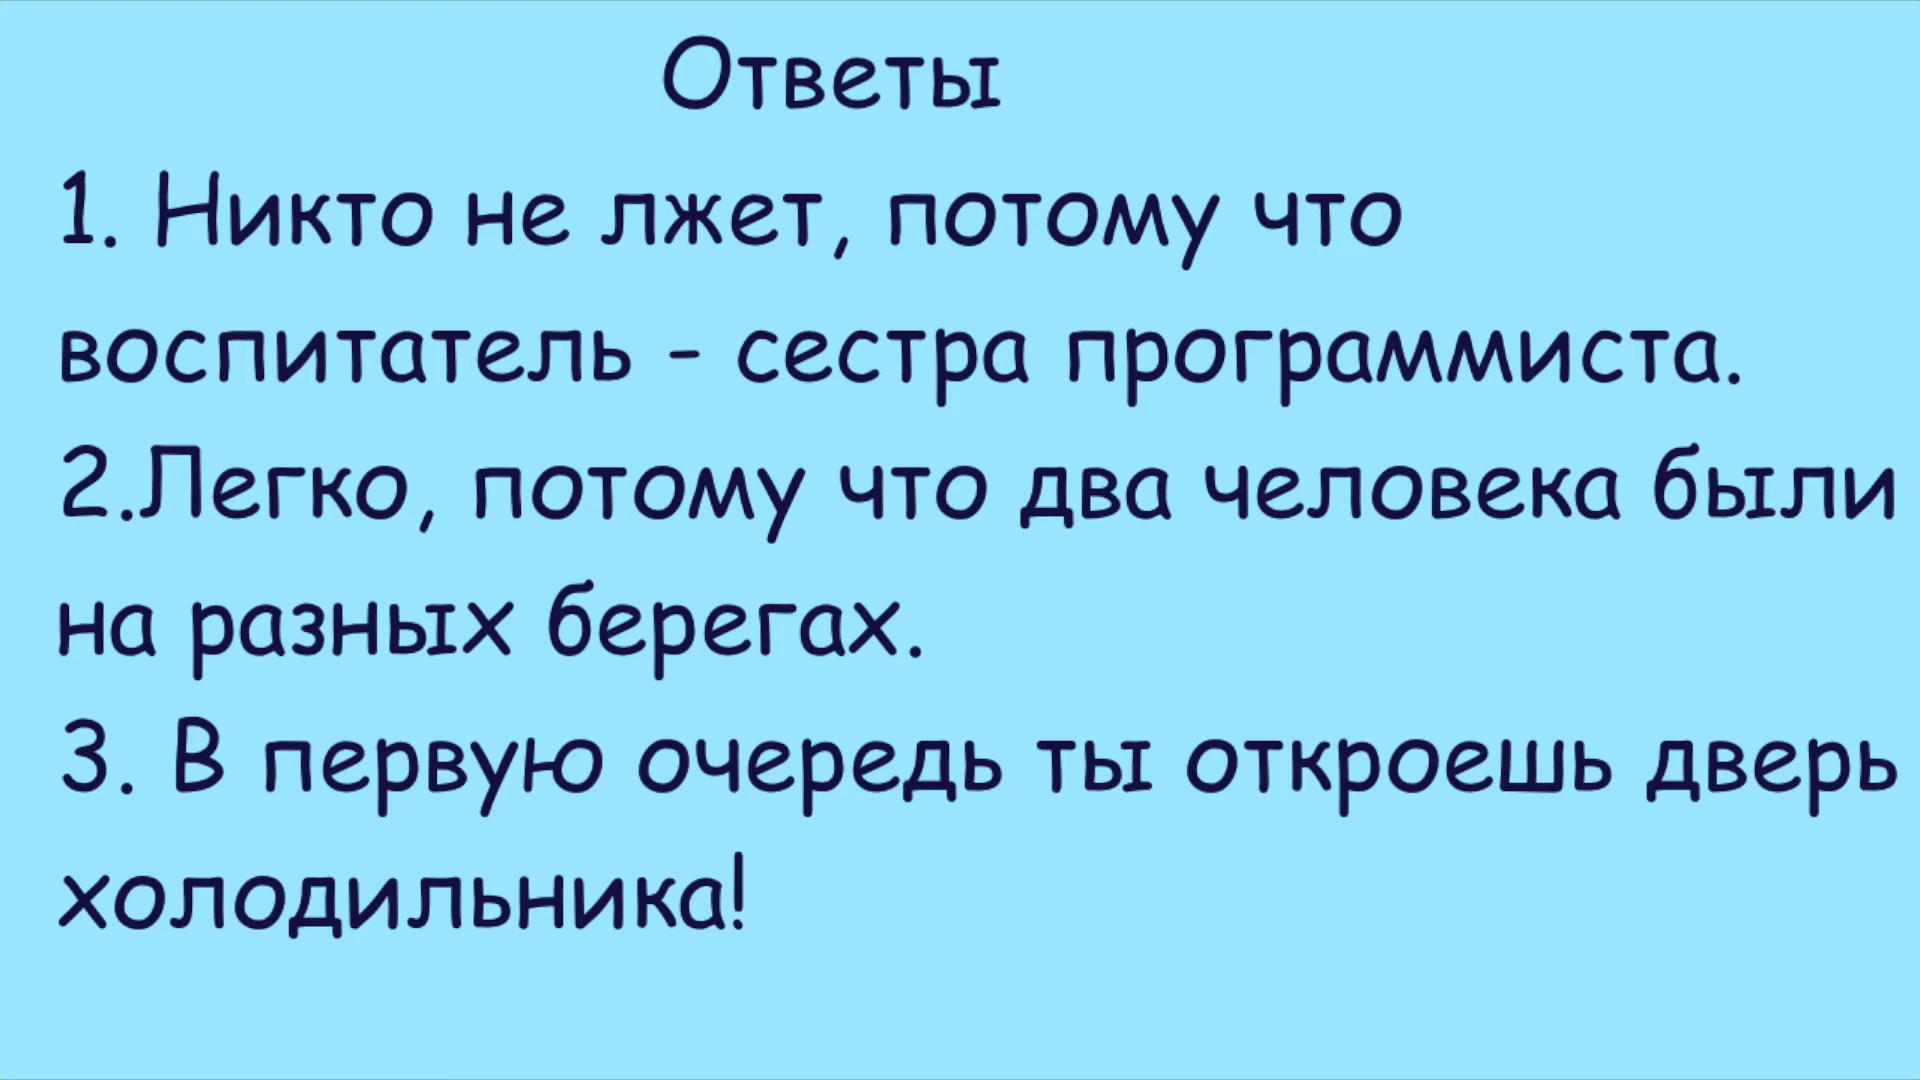 Ответы
1. Никто не лжет, потому что
воспитатель - сестра программиста.
2.Легко, потому что два человека были
на разных берегах.
3. В первую очередь ты откроешь дверь
холодильника!